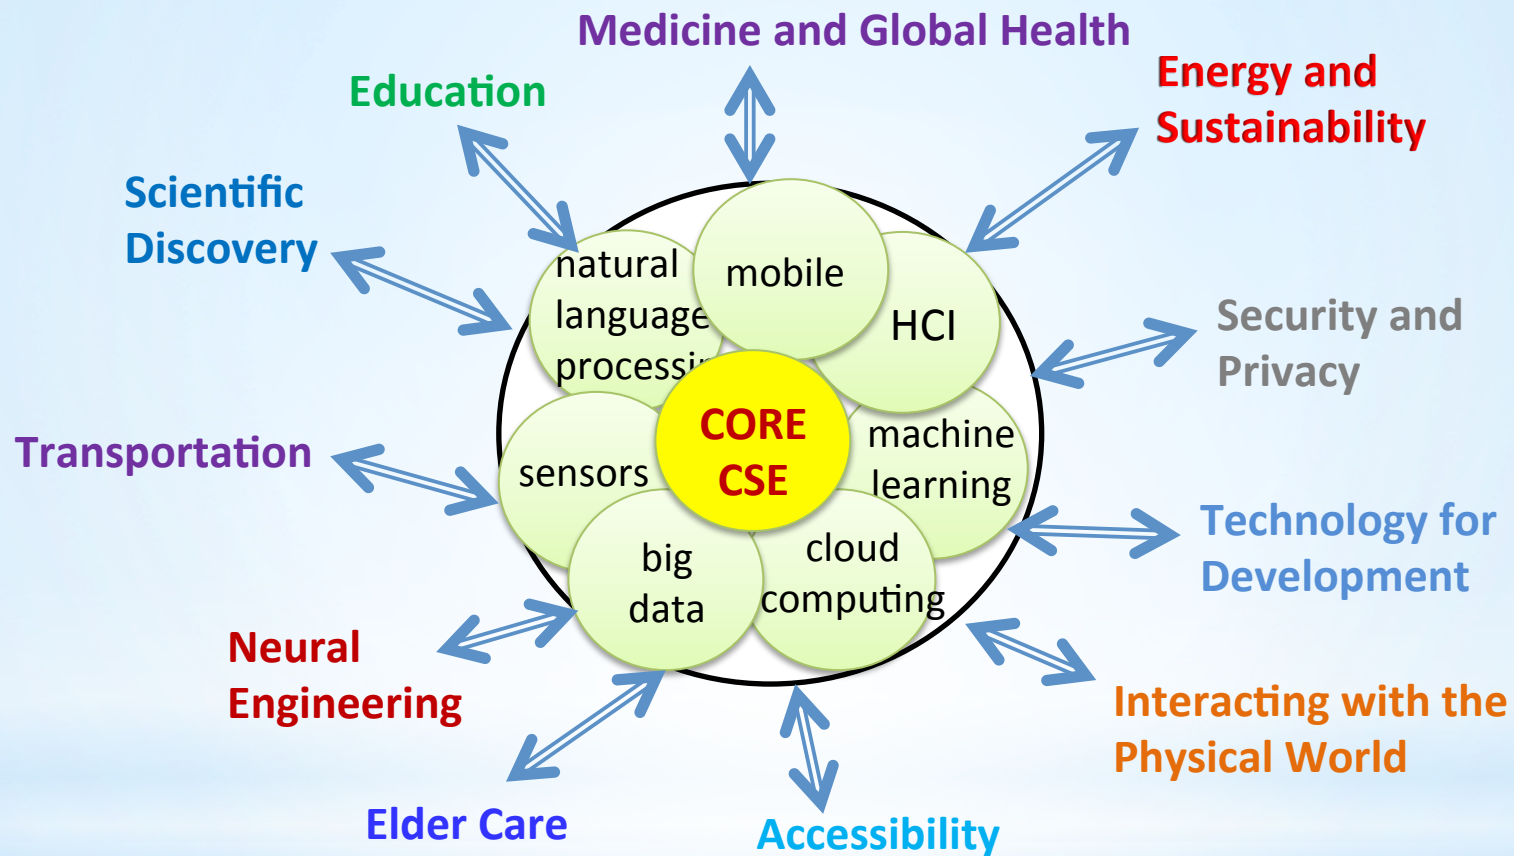 Medicine and Global Health
Education
Energy and
Sustainability
Scientific
Discovery
natural
language
processin
mobile
HCI
Security and
Privacy
CORE
CSE
machine
learning
Transportation
sensors
Technology for
Development
big
data
cloud
computing
Neural
Engineering
Interacting with the
Physical World
Elder Care
Accessibility